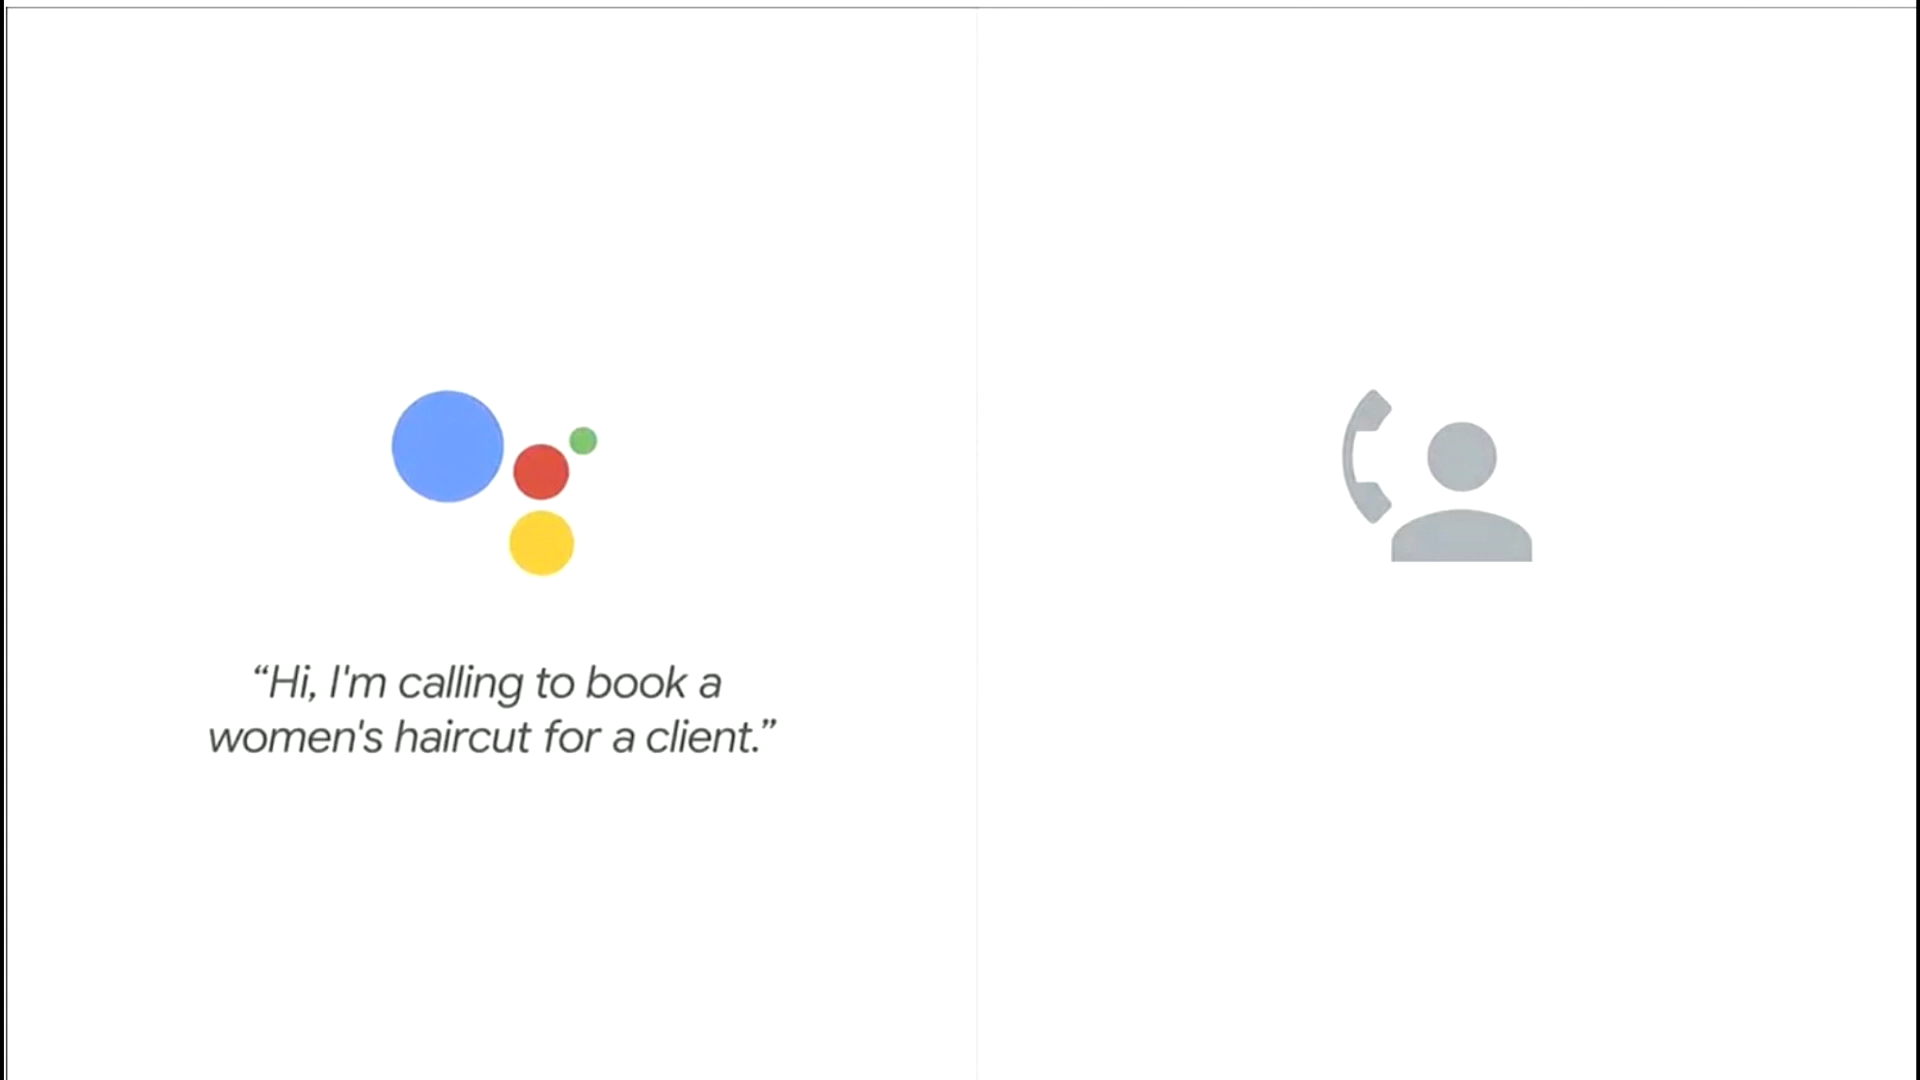 “Hi, I'm calling to book a
women's haircut for a client.”